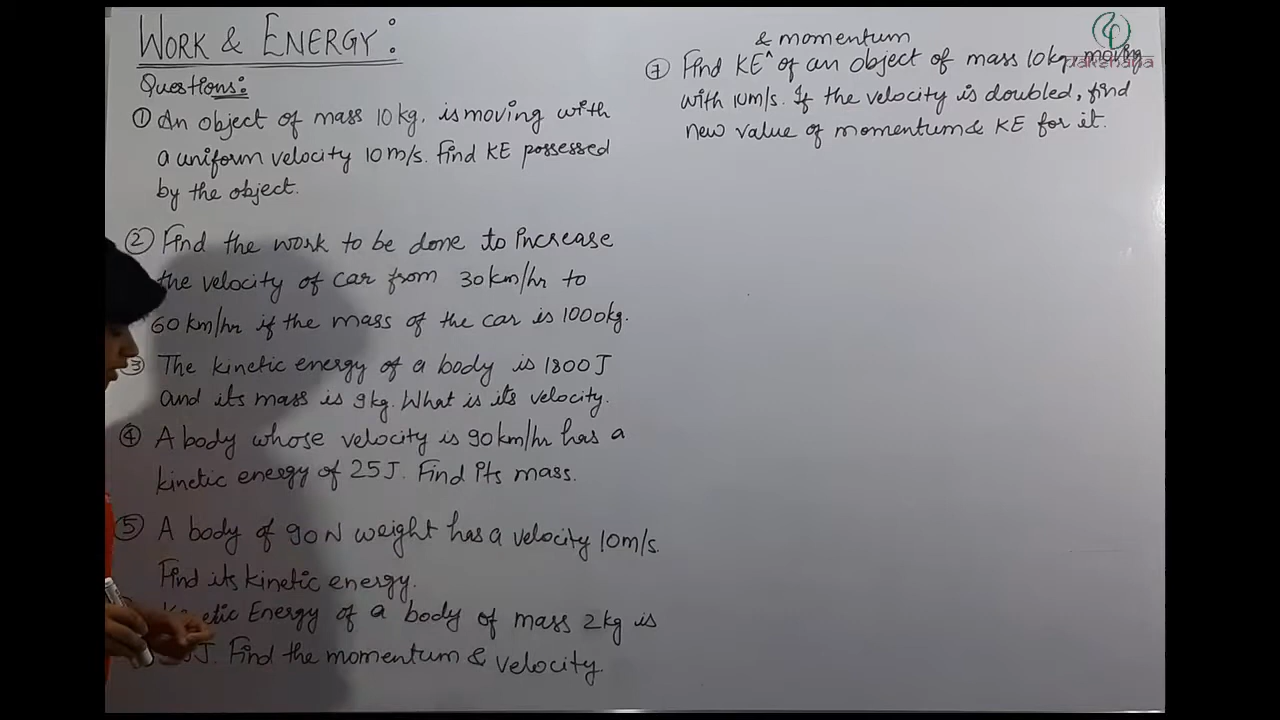 WORK & ENERGY:
Questions:
① An object of mass 10 kg. is moving with
a uniform velocity 10 m/s. Find KE possessed
by the object.
② Find the work to be done to increase
the velocity of car from 30 km/hr to
60 km/hr if the mass of the car is 1000kg.
③ The kinetic energy of a body is 1800 J
and its mass is 9kg. What is its velocity.
④ A body whose velocity is 90 km/hr has a
kinetic energy of 25 J. Find its mass.
⑤ A body of 90 N weight has a velocity 10 m/s.
Find its kinetic energy.
Energy of a body of mass 2 kg is
J. Find the momentum & velocity.
& momentum
⑦ Find KE^ of an object of mass 10 kg, moving
with 10m/s. If the velocity is doubled, find
new value of momentum & KE for it.